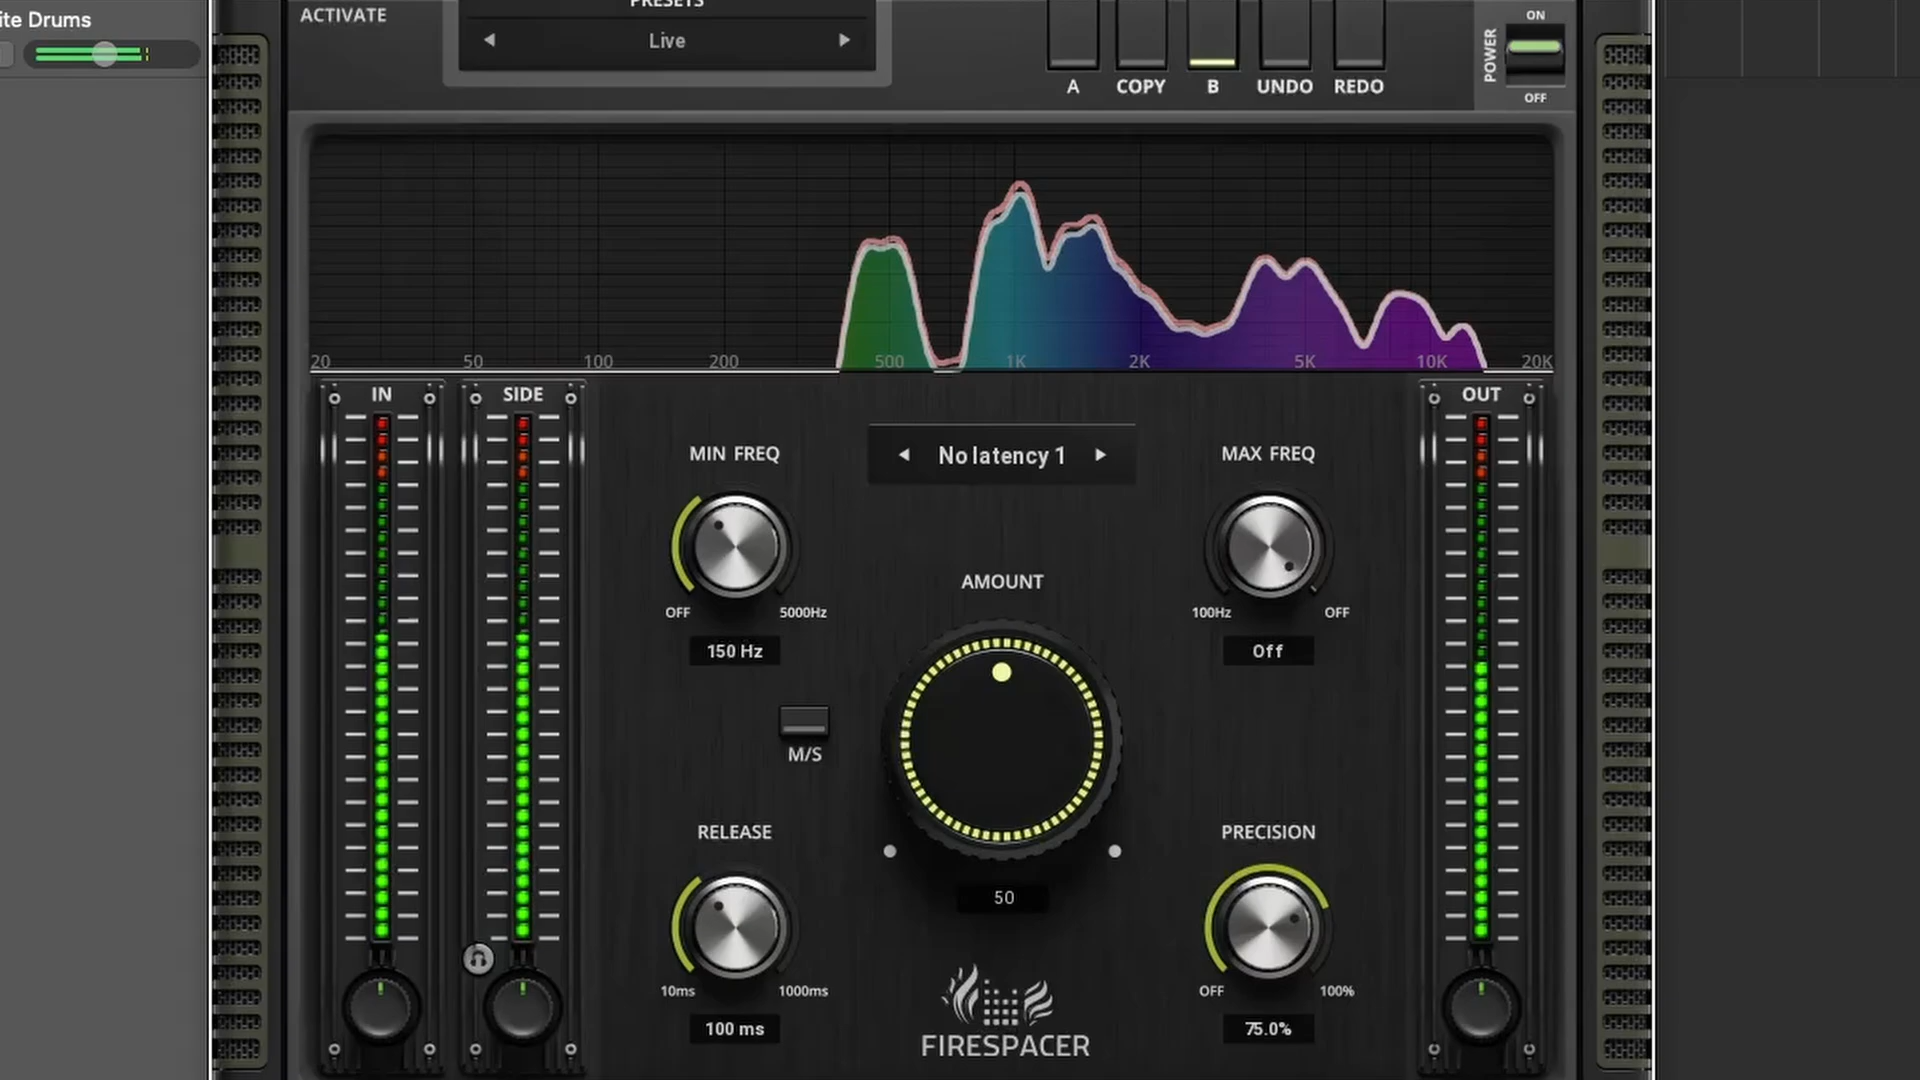 ite Drums
ACTIVATE
PRESETS
Live
A
COPY
B
UNDO
REDO
POWER
ON
OFF
20
50
100
200
500
1K
2K
5K
10K
20K
IN
SIDE
OUT
MIN FREQ
OFF
5000Hz
150 Hz
No latency 1
MAX FREQ
100Hz
OFF
Off
AMOUNT
50
M/S
RELEASE
10ms
1000ms
100 ms
PRECISION
OFF
100%
75.0%
FIRESPACER